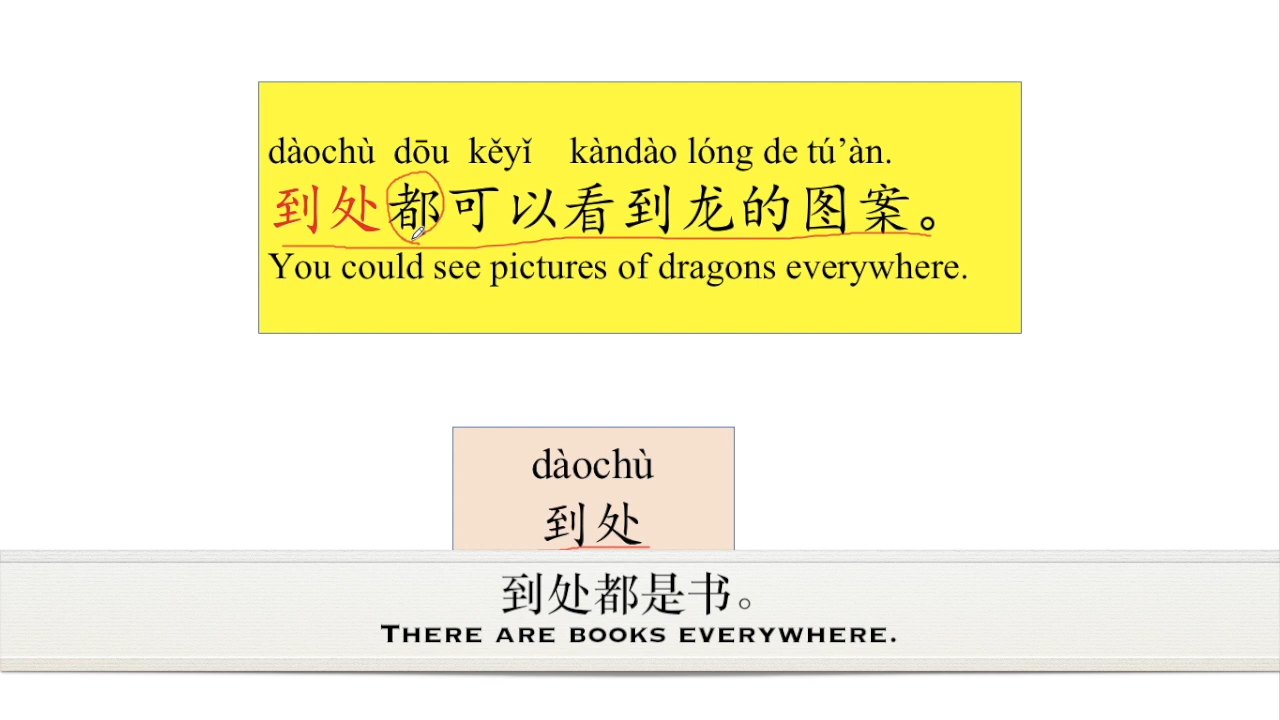 dàochù dōu kěyǐ kàndào lóng de tú’àn.
到处都可以看到龙的图案。
You could see pictures of dragons everywhere.
dàochù
到处
到处都是书。
THERE ARE BOOKS EVERYWHERE.